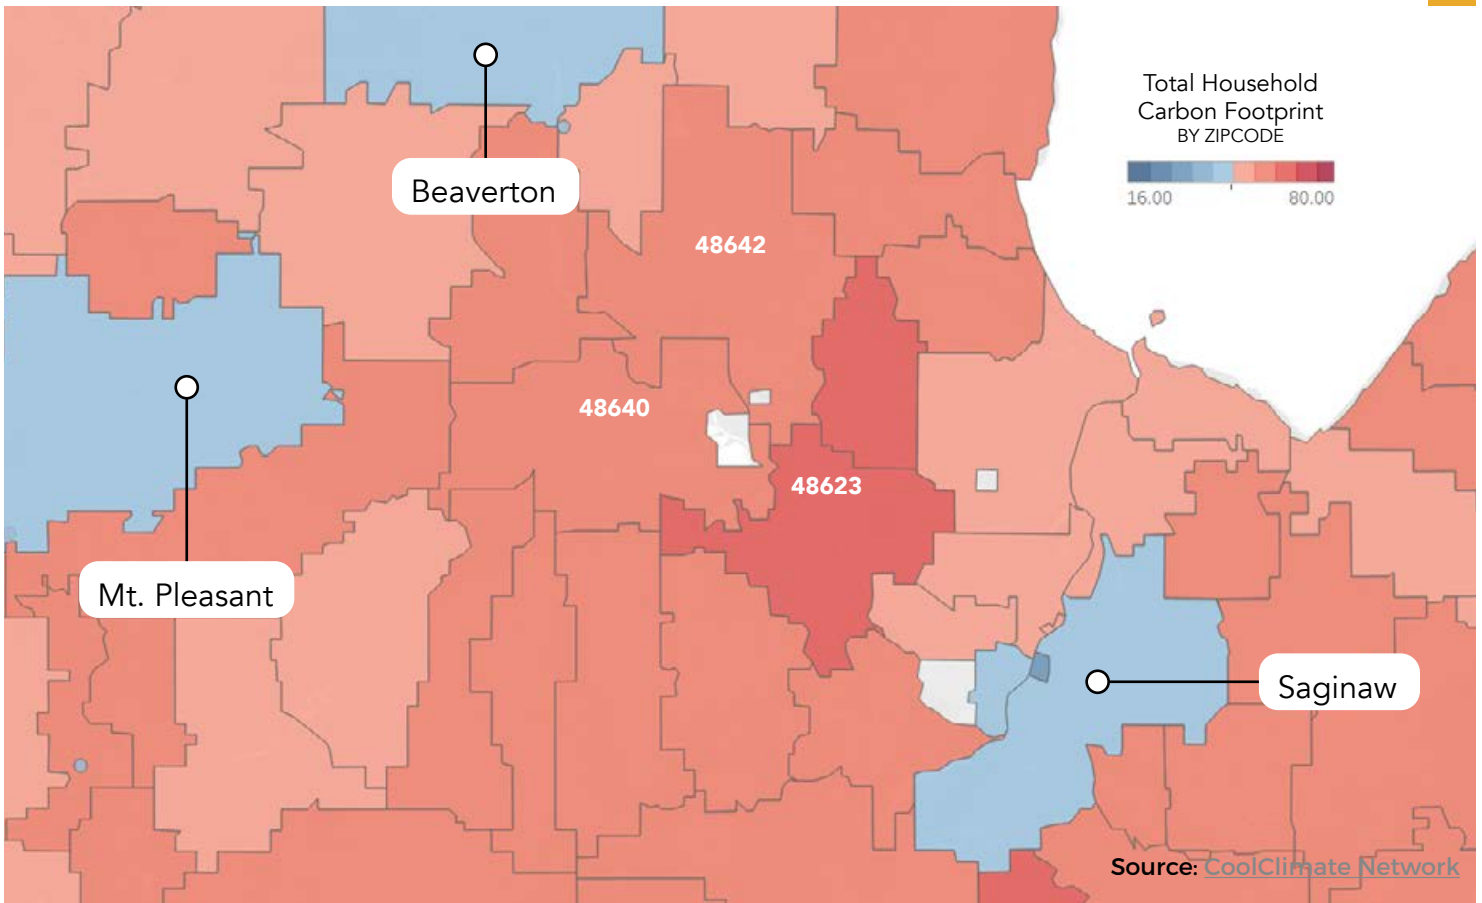 Total Household
Carbon Footprint
BY ZIPCODE
16.00 80.00
Beaverton
48642
48640
48623
Mt. Pleasant
Saginaw
Source: CoolClimate Network